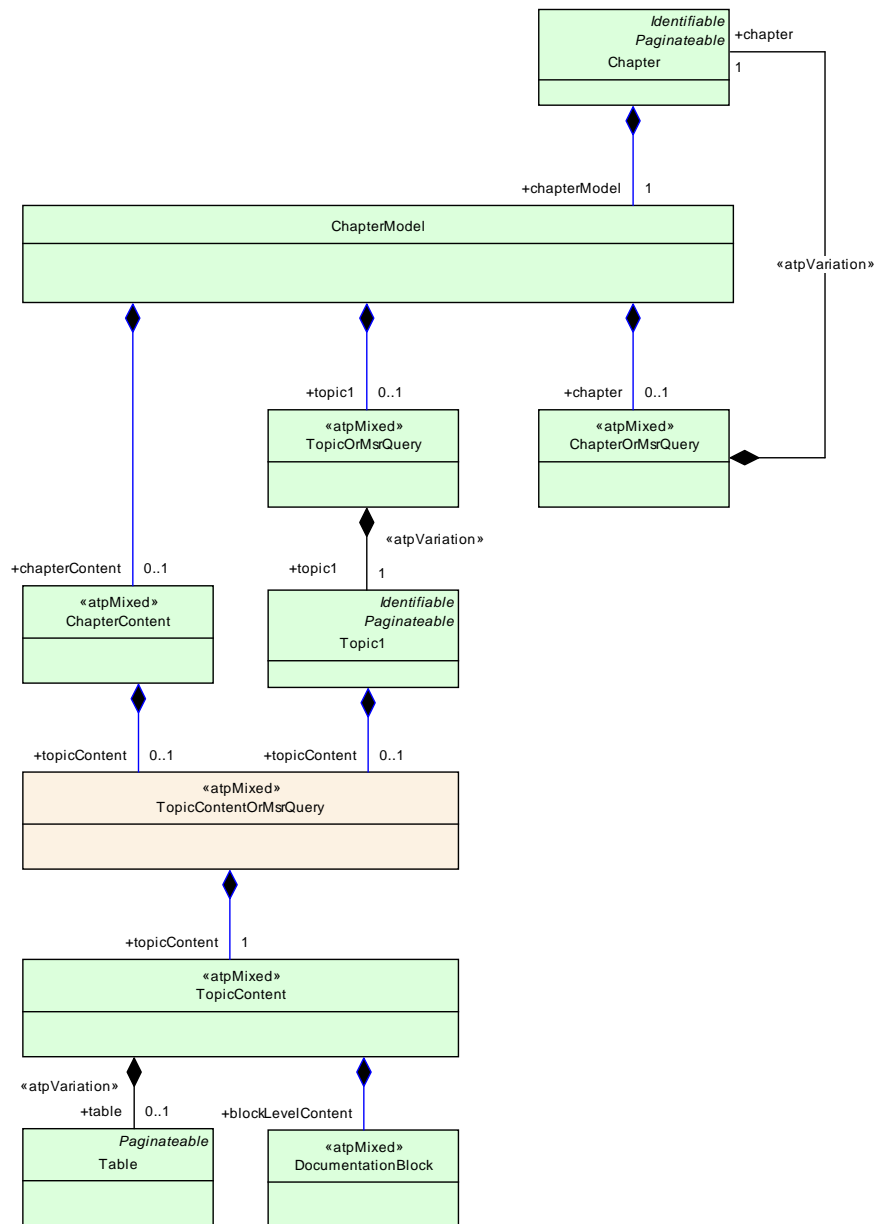 Identifiable
Paginateable
Chapter
+chapter
1
+chapterModel 1
ChapterModel
«atpVariation»
+topic1 0..1
+chapter 0..1
«atpMixed»
TopicOrMsrQuery
«atpMixed»
ChapterOrMsrQuery
«atpVariation»
+chapterContent 0..1
+topic1 1
«atpMixed»
ChapterContent
Identifiable
Paginateable
Topic1
+topicContent 0..1
+topicContent 0..1
«atpMixed»
TopicContentOrMsrQuery
+topicContent 1
«atpMixed»
TopicContent
«atpVariation»
+table 0..1
+blockLevelContent
Paginateable
Table
«atpMixed»
DocumentationBlock